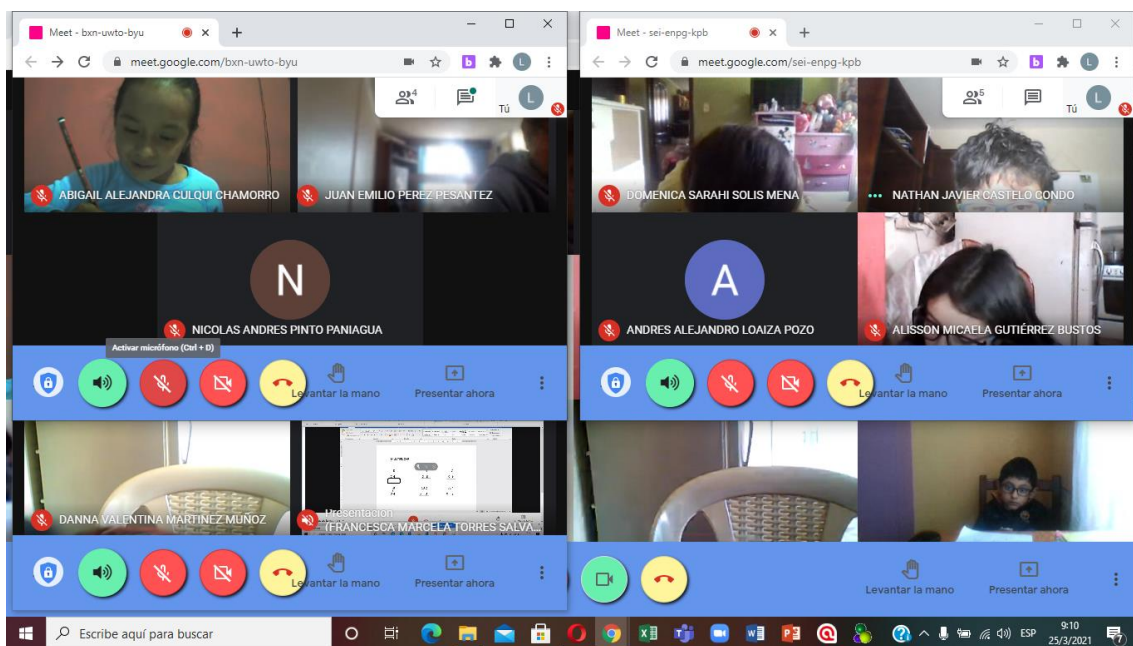 Meet - bxn-uwto-byu
meet.google.com/bxn-uwto-byu
4
Tú
L
ABIGAIL ALEJANDRA CULQUI CHAMORRO
JUAN EMILIO PEREZ PESANTEZ
N
NICOLAS ANDRES PINTO PANIAGUA
Activar micrófono (Ctrl + D)
Levantar la mano
Presentar ahora
DANNA VALENTINA MARTINEZ MUÑOZ
Presentación
(FRANCESCA MARCELA TORRES SALVA...
Levantar la mano
Presentar ahora
Meet - sei-enpg-kpb
meet.google.com/sei-enpg-kpb
5
Tú
L
DOMENICA SARAHI SOLIS MENA
NATHAN JAVIER CASTELO CONDO
A
ANDRES ALEJANDRO LOAIZA POZO
ALISSON MICAELA GUTIÉRREZ BUSTOS
Levantar la mano
Presentar ahora
Levantar la mano
Presentar ahora
Escribe aquí para buscar
ESP
9:10
25/3/2021